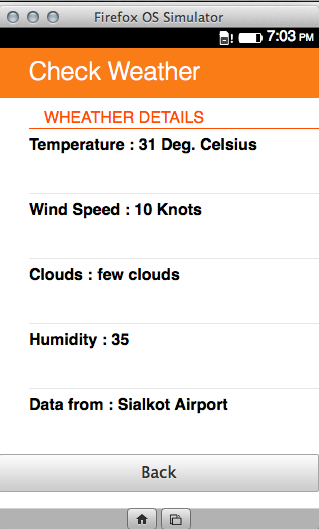 Firefox OS Simulator
7:03 PM
Check Weather
WHEATHER DETAILS
Temperature : 31 Deg. Celsius
Wind Speed : 10 Knots
Clouds : few clouds
Humidity : 35
Data from : Sialkot Airport
Back